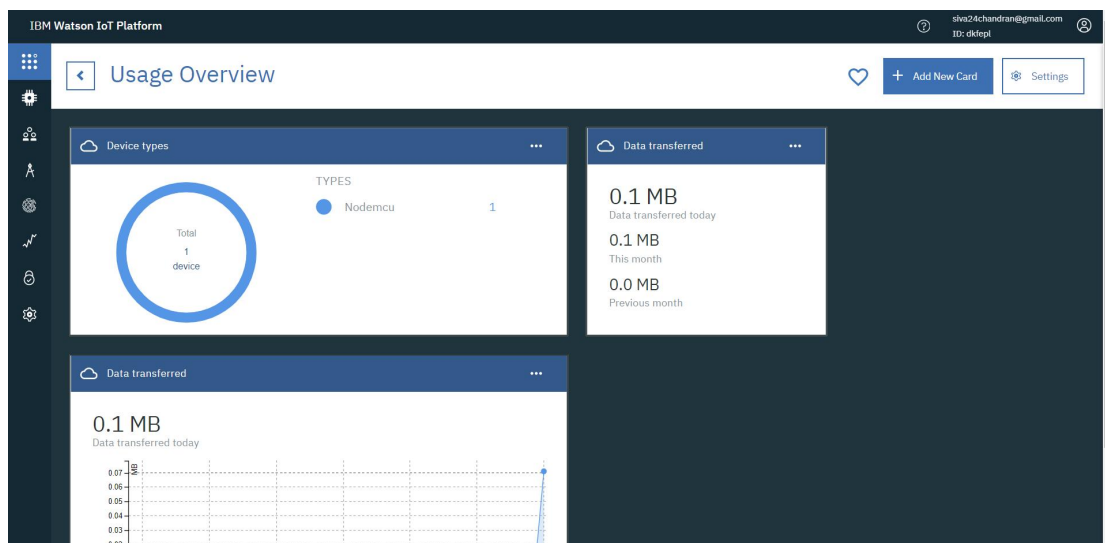 IBM Watson IoT Platform
siva24chandran@gmail.com
ID: dkfepl
Usage Overview
+ Add New Card
Settings
Device types
Data transferred
TYPES
Nodemcu 1
Total
1
device
0.1 MB
Data transferred today
0.1 MB
This month
0.0 MB
Previous month
Data transferred
0.1 MB
Data transferred today
MB
0.07
0.06
0.05
0.04
0.03